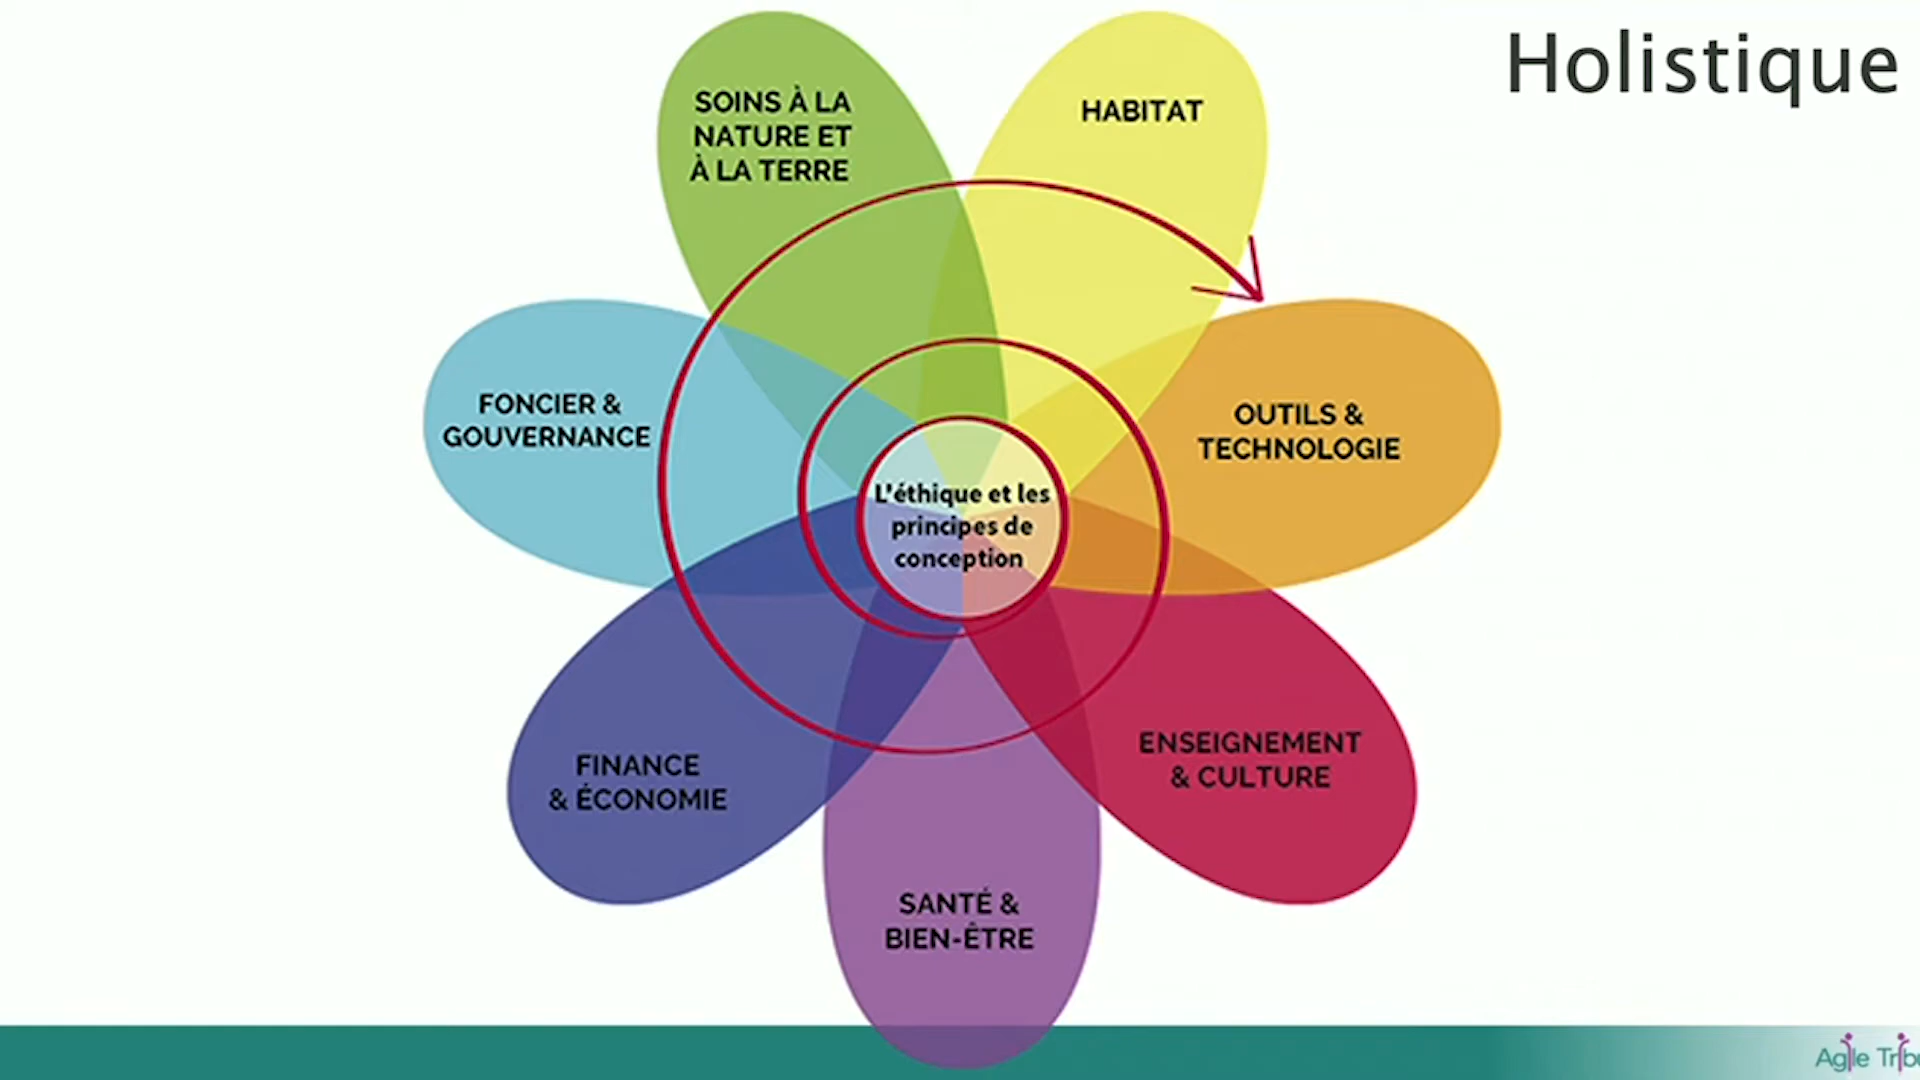 Holistique
SOINS À LA
NATURE ET
À LA TERRE
HABITAT
FONCIER &
GOUVERNANCE
OUTILS &
TECHNOLOGIE
L'éthique et les
principes de
conception
FINANCE
& ÉCONOMIE
ENSEIGNEMENT
& CULTURE
SANTÉ &
BIEN-ÊTRE
Agile